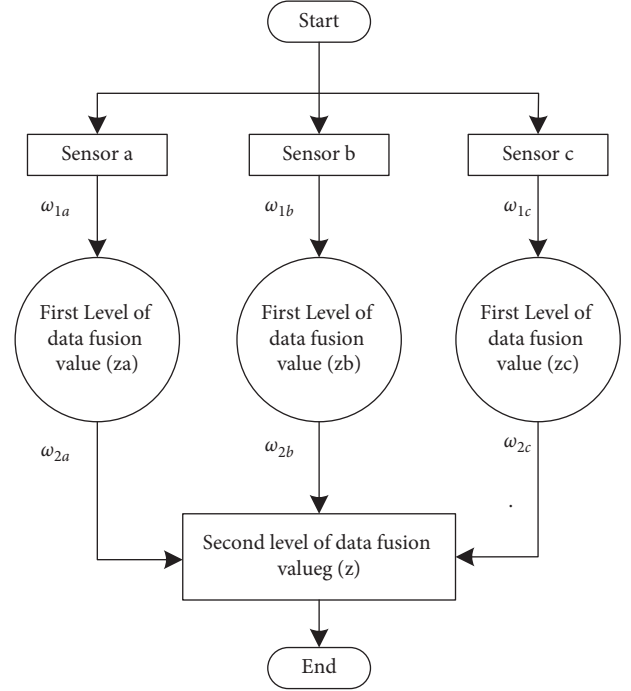 Start
Sensor a
Sensor b
Sensor c
ω1a
ω1b
ω1c
First Level of
data fusion
value (za)
First Level of
data fusion
value (zb)
First Level of
data fusion
value (zc)
ω2a
ω2b
ω2c
.
Second level of data fusion
valueg (z)
End